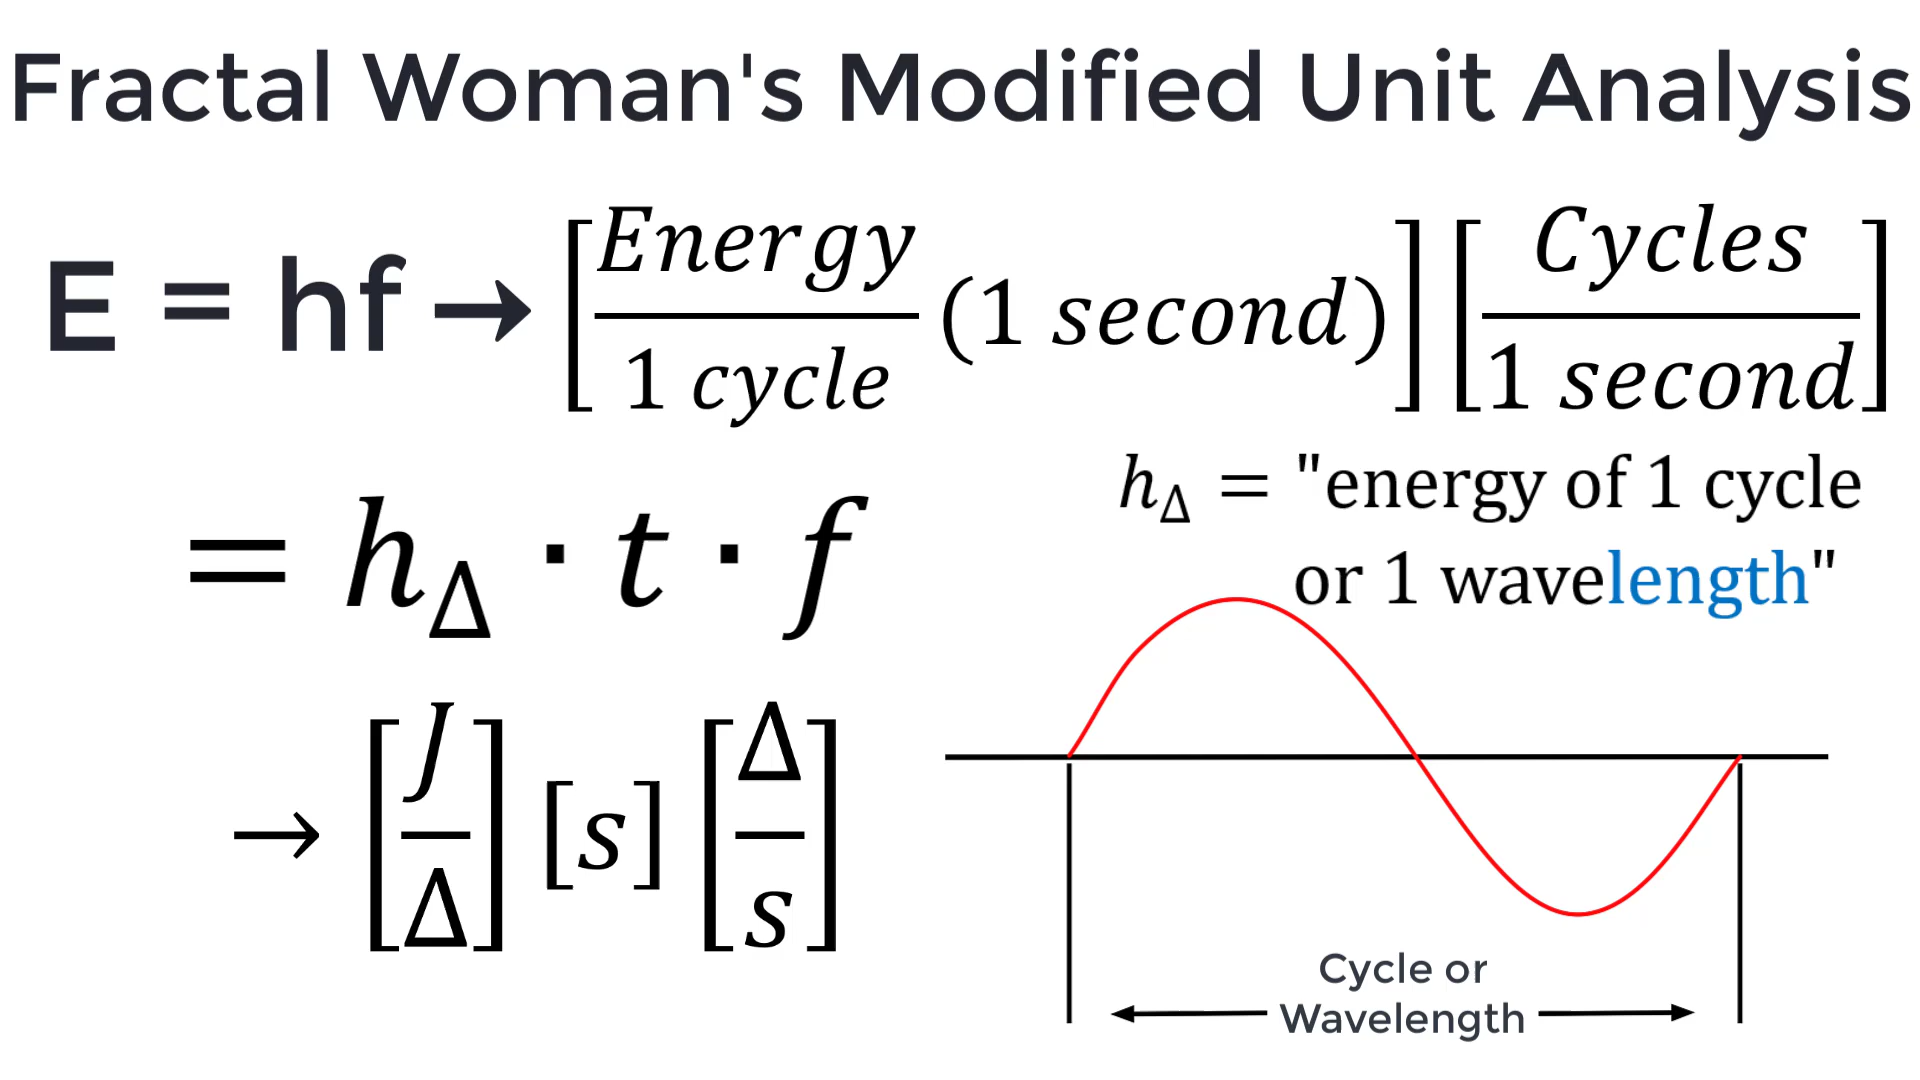 Fractal Woman's Modified Unit Analysis
E = hf → [Energy / 1 cycle (1 second)] [Cycles / 1 second]
h_Δ = "energy of 1 cycle
or 1 wavelength"
= h_Δ · t · f
→ [J / Δ] [s] [Δ / s]
Cycle or
Wavelength